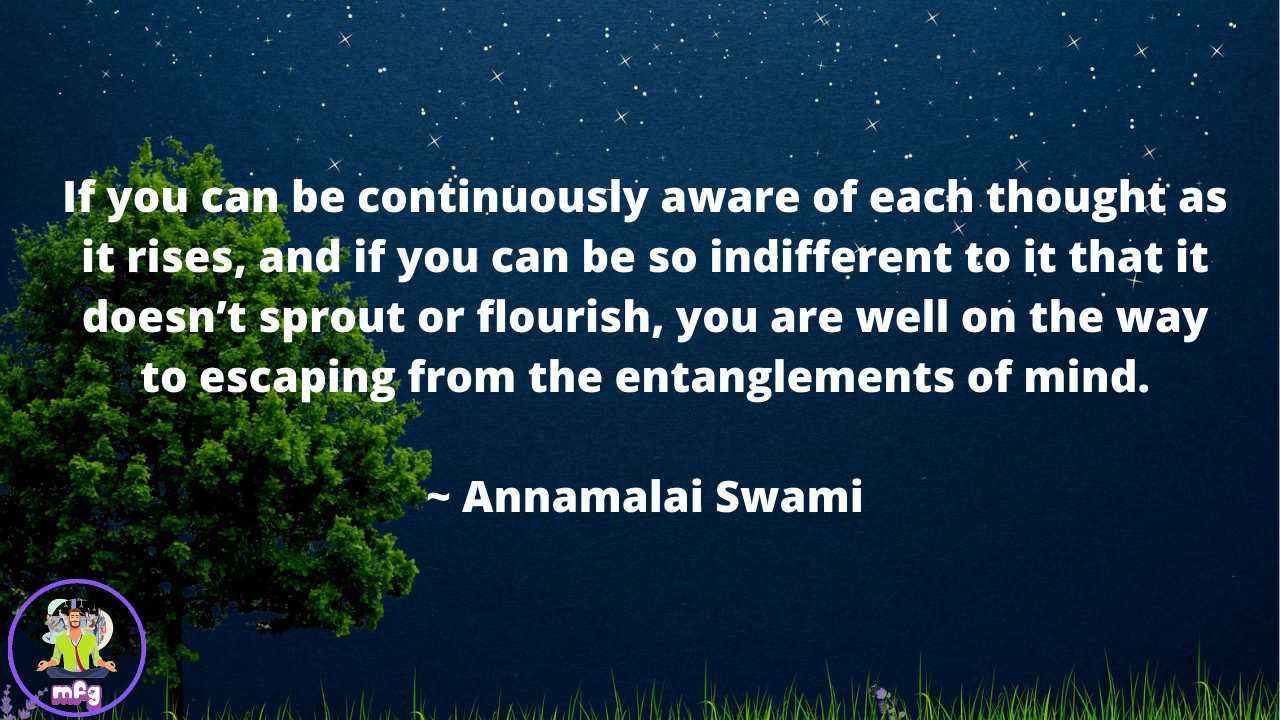 If you can be continuously aware of each thought as
it rises, and if you can be so indifferent to it that it
doesn’t sprout or flourish, you are well on the way
to escaping from the entanglements of mind.
~ Annamalai Swami
mfg